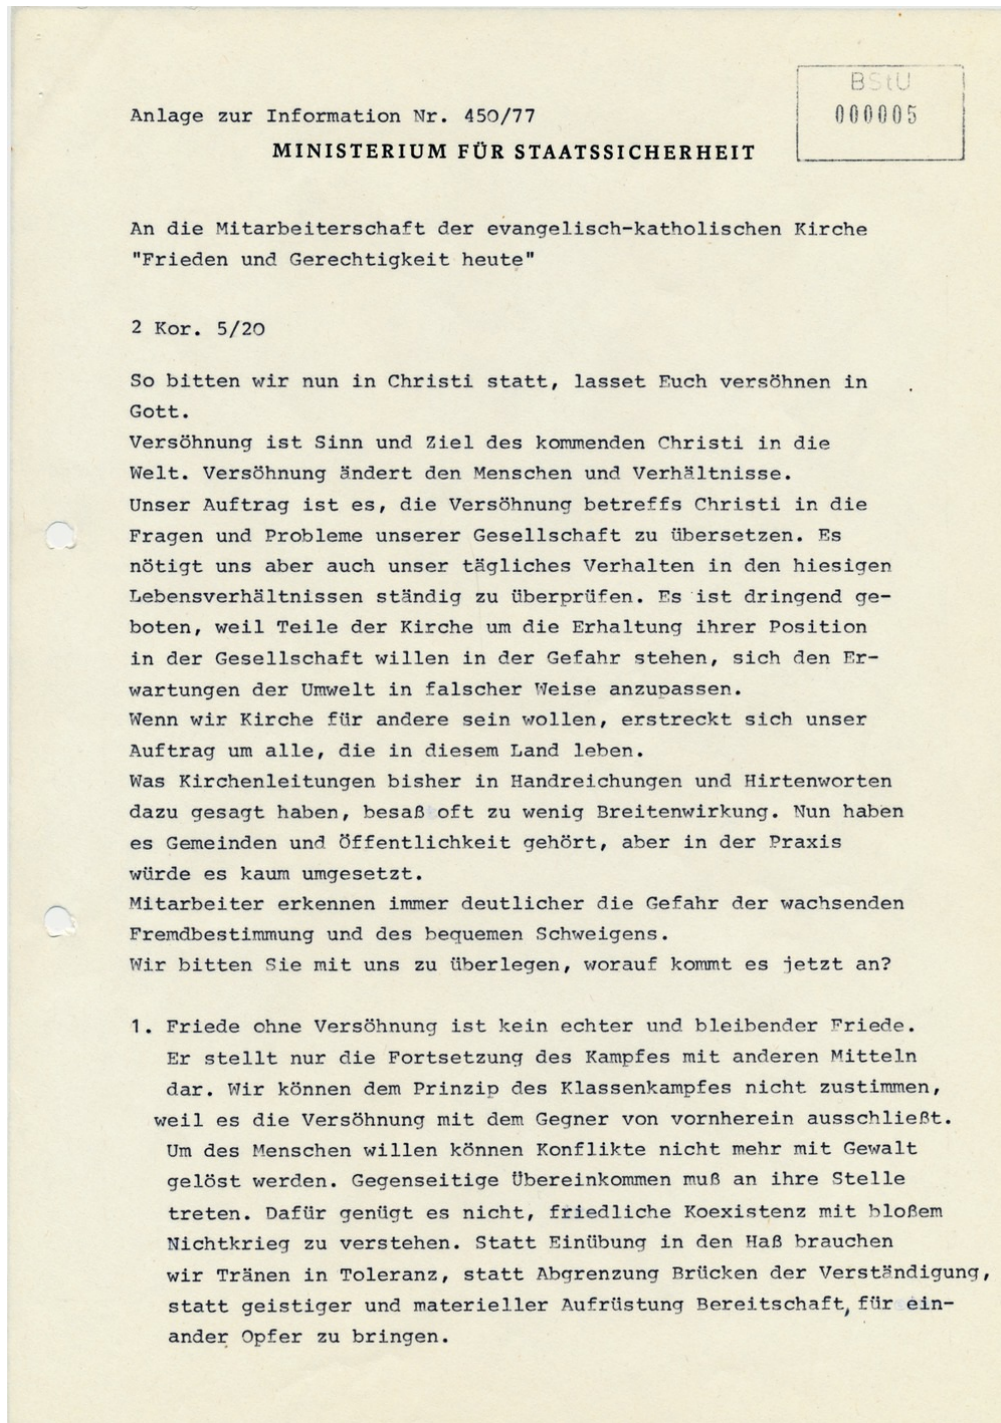 BStU
000005
Anlage zur Information Nr. 450/77
MINISTERIUM FÜR STAATSSICHERHEIT
An die Mitarbeiterschaft der evangelisch-katholischen Kirche
"Frieden und Gerechtigkeit heute"
2 Kor. 5/20
So bitten wir nun in Christi statt, lasset Euch versöhnen in
Gott.
Versöhnung ist Sinn und Ziel des kommenden Christi in die
Welt. Versöhnung ändert den Menschen und Verhältnisse.
Unser Auftrag ist es, die Versöhnung betreffs Christi in die
Fragen und Probleme unserer Gesellschaft zu übersetzen. Es
nötigt uns aber auch unser tägliches Verhalten in den hiesigen
Lebensverhältnissen ständig zu überprüfen. Es ist dringend ge-
boten, weil Teile der Kirche um die Erhaltung ihrer Position
in der Gesellschaft willen in der Gefahr stehen, sich den Er-
wartungen der Umwelt in falscher Weise anzupassen.
Wenn wir Kirche für andere sein wollen, erstreckt sich unser
Auftrag um alle, die in diesem Land leben.
Was Kirchenleitungen bisher in Handreichungen und Hirtenworten
dazu gesagt haben, besaß oft zu wenig Breitenwirkung. Nun haben
es Gemeinden und Öffentlichkeit gehört, aber in der Praxis
würde es kaum umgesetzt.
Mitarbeiter erkennen immer deutlicher die Gefahr der wachsenden
Fremdbestimmung und des bequemen Schweigens.
Wir bitten Sie mit uns zu überlegen, worauf kommt es jetzt an?
1. Friede ohne Versöhnung ist kein echter und bleibender Friede.
Er stellt nur die Fortsetzung des Kampfes mit anderen Mitteln
dar. Wir können dem Prinzip des Klassenkampfes nicht zustimmen,
weil es die Versöhnung mit dem Gegner von vornherein ausschließt.
Um des Menschen willen können Konflikte nicht mehr mit Gewalt
gelöst werden. Gegenseitige Übereinkommen muß an ihre Stelle
treten. Dafür genügt es nicht, friedliche Koexistenz mit bloßem
Nichtkrieg zu verstehen. Statt Einübung in den Haß brauchen
wir Tränen in Toleranz, statt Abgrenzung Brücken der Verständigung,
statt geistiger und materieller Aufrüstung Bereitschaft, für ein-
ander Opfer zu bringen.